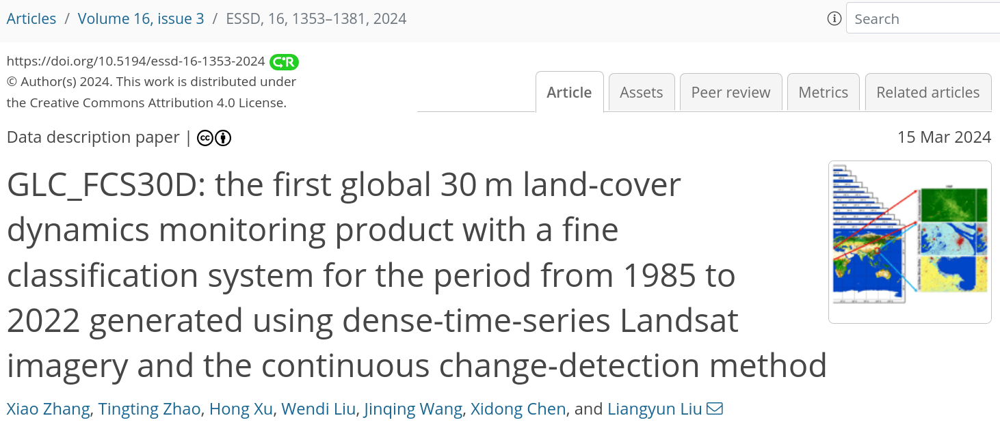 Articles / Volume 16, issue 3 / ESSD, 16, 1353–1381, 2024
Search
https://doi.org/10.5194/essd-16-1353-2024
© Author(s) 2024. This work is distributed under
the Creative Commons Attribution 4.0 License.
Article
Assets
Peer review
Metrics
Related articles
Data description paper |
15 Mar 2024
GLC_FCS30D: the first global 30 m land-cover
dynamics monitoring product with a fine
classification system for the period from 1985 to
2022 generated using dense-time-series Landsat
imagery and the continuous change-detection method
Xiao Zhang, Tingting Zhao, Hong Xu, Wendi Liu, Jinqing Wang, Xidong Chen, and Liangyun Liu